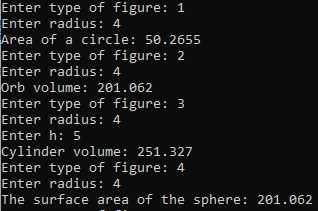 Enter type of figure: 1
Enter radius: 4
Area of a circle: 50.2655
Enter type of figure: 2
Enter radius: 4
Orb volume: 201.062
Enter type of figure: 3
Enter radius: 4
Enter h: 5
Cylinder volume: 251.327
Enter type of figure: 4
Enter radius: 4
The surface area of the sphere: 201.062